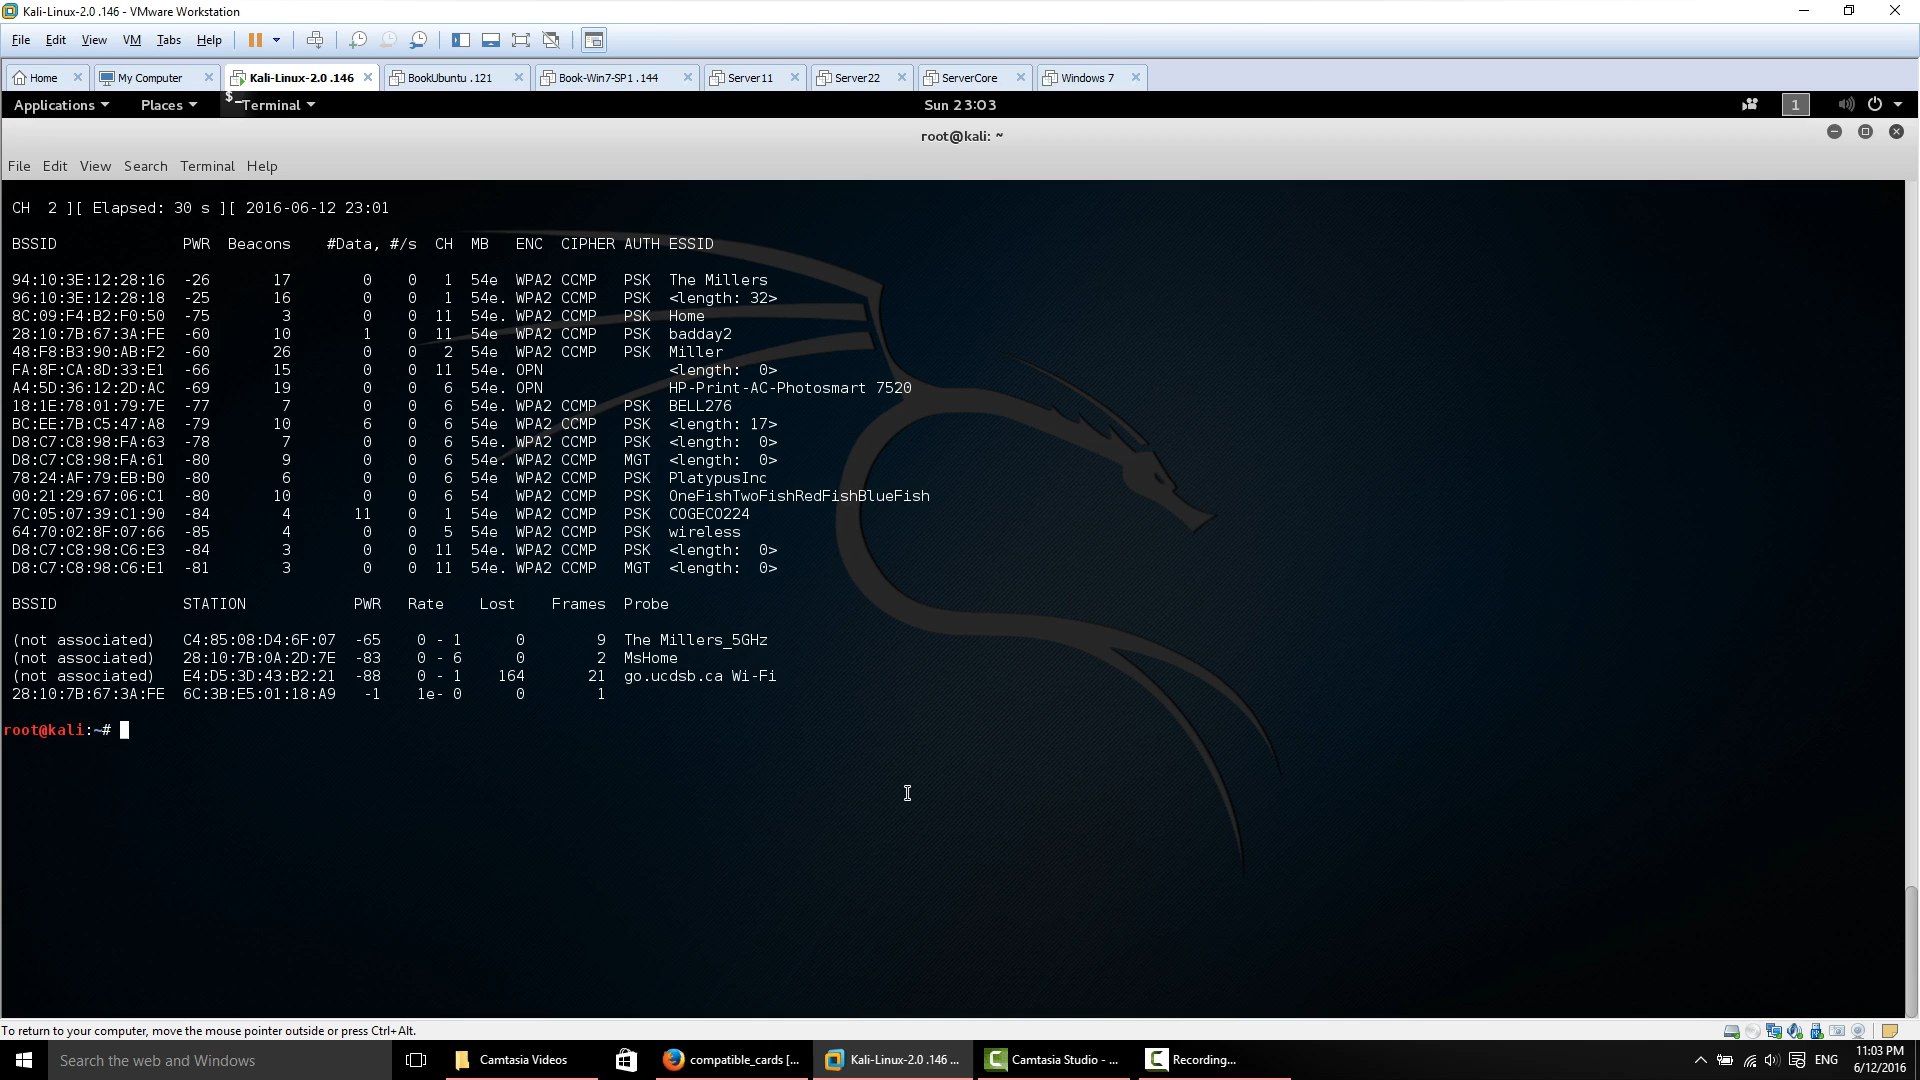 Kali-Linux-2.0 .146 - VMware Workstation
File Edit View VM Tabs Help
Home My Computer Kali-Linux-2.0 .146 BookUbuntu .121 Book-Win7-SP1 .144 Server11 Server22 ServerCore Windows 7
Applications Places Terminal Sun 23:03 1
root@kali: ~
File Edit View Search Terminal Help
CH 2 ][ Elapsed: 30 s ][ 2016-06-12 23:01
BSSID PWR Beacons #Data, #/s CH MB ENC CIPHER AUTH ESSID
94:10:3E:12:28:16 -26 17 0 0 1 54e WPA2 CCMP PSK The Millers
96:10:3E:12:28:18 -25 16 0 0 1 54e. WPA2 CCMP PSK <length: 32>
8C:09:F4:B2:F0:50 -75 3 0 0 11 54e. WPA2 CCMP PSK Home
28:10:7B:67:3A:FE -60 10 1 0 11 54e WPA2 CCMP PSK badday2
48:F8:B3:90:AB:F2 -60 26 0 0 2 54e WPA2 CCMP PSK Miller
FA:8F:CA:8D:33:E1 -66 15 0 0 11 54e. OPN <length: 0>
A4:5D:36:12:2D:AC -69 19 0 0 6 54e. OPN HP-Print-AC-Photosmart 7520
18:1E:78:01:79:7E -77 7 0 0 6 54e. WPA2 CCMP PSK BELL276
BC:EE:7B:C5:47:A8 -79 10 6 0 6 54e WPA2 CCMP PSK <length: 17>
D8:C7:C8:98:FA:63 -78 7 0 0 6 54e. WPA2 CCMP PSK <length: 0>
D8:C7:C8:98:FA:61 -80 9 0 0 6 54e. WPA2 CCMP MGT <length: 0>
78:24:AF:79:EB:B0 -80 6 0 0 6 54e WPA2 CCMP PSK PlatypusInc
00:21:29:67:06:C1 -80 10 0 0 6 54 WPA2 CCMP PSK OneFishTwoFishRedFishBlueFish
7C:05:07:39:C1:90 -84 4 11 0 1 54e WPA2 CCMP PSK COGECO224
64:70:02:8F:07:66 -85 4 0 0 5 54e WPA2 CCMP PSK wireless
D8:C7:C8:98:C6:E3 -84 3 0 0 11 54e. WPA2 CCMP PSK <length: 0>
D8:C7:C8:98:C6:E1 -81 3 0 0 11 54e. WPA2 CCMP MGT <length: 0>
BSSID STATION PWR Rate Lost Frames Probe
(not associated) C4:85:08:D4:6F:07 -65 0 - 1 0 9 The Millers_5GHz
(not associated) 28:10:7B:0A:2D:7E -83 0 - 6 0 2 MsHome
(not associated) E4:D5:3D:43:B2:21 -88 0 - 1 164 21 go.ucdsb.ca Wi-Fi
28:10:7B:67:3A:FE 6C:3B:E5:01:18:A9 -1 1e- 0 0 1
root@kali:~#
To return to your computer, move the mouse pointer outside or press Ctrl+Alt.
Search the web and Windows Camtasia Videos compatible_cards [... Kali-Linux-2.0 .146 ... Camtasia Studio - ... Recording... ENG 11:03 PM
6/12/2016